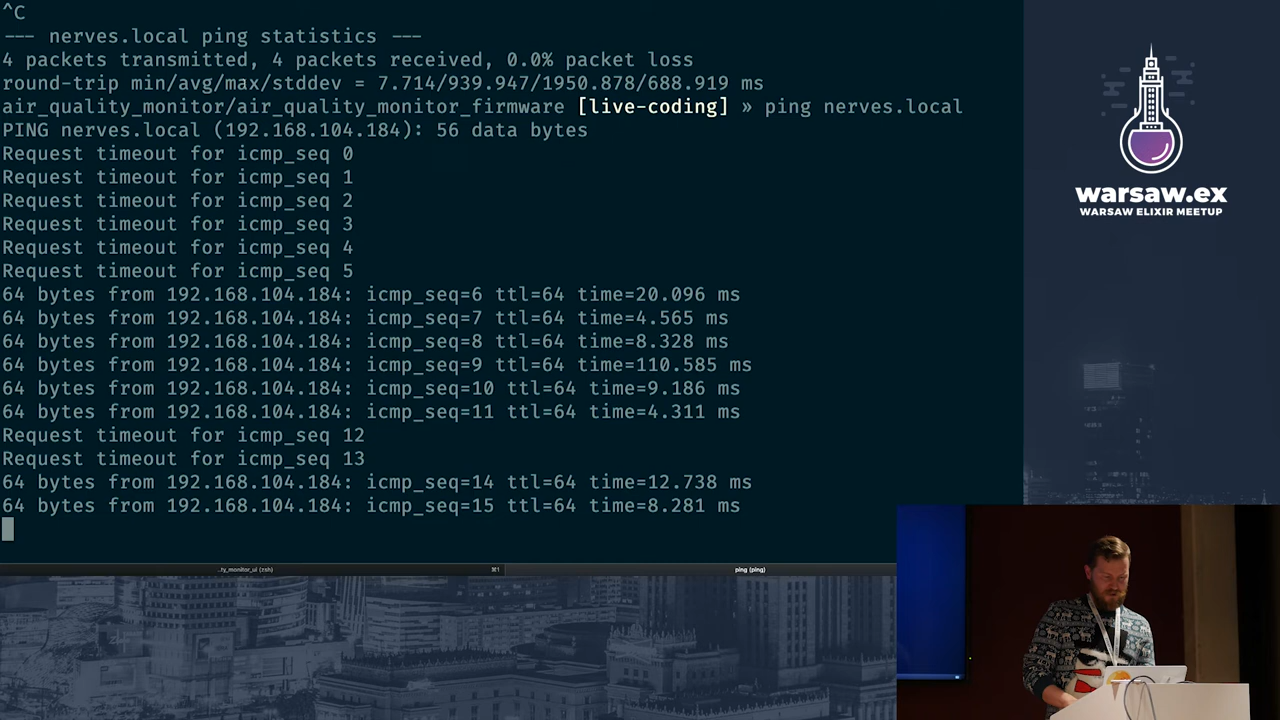 ^C
--- nerves.local ping statistics ---
4 packets transmitted, 4 packets received, 0.0% packet loss
round-trip min/avg/max/stddev = 7.714/939.947/1950.878/688.919 ms
air_quality_monitor/air_quality_monitor_firmware [live-coding] » ping nerves.local
PING nerves.local (192.168.104.184): 56 data bytes
Request timeout for icmp_seq 0
Request timeout for icmp_seq 1
Request timeout for icmp_seq 2
Request timeout for icmp_seq 3
Request timeout for icmp_seq 4
Request timeout for icmp_seq 5
64 bytes from 192.168.104.184: icmp_seq=6 ttl=64 time=20.096 ms
64 bytes from 192.168.104.184: icmp_seq=7 ttl=64 time=4.565 ms
64 bytes from 192.168.104.184: icmp_seq=8 ttl=64 time=8.328 ms
64 bytes from 192.168.104.184: icmp_seq=9 ttl=64 time=110.585 ms
64 bytes from 192.168.104.184: icmp_seq=10 ttl=64 time=9.186 ms
64 bytes from 192.168.104.184: icmp_seq=11 ttl=64 time=4.311 ms
Request timeout for icmp_seq 12
Request timeout for icmp_seq 13
64 bytes from 192.168.104.184: icmp_seq=14 ttl=64 time=12.738 ms
64 bytes from 192.168.104.184: icmp_seq=15 ttl=64 time=8.281 ms
..ty_monitor_ui (zsh) ⌘1
ping (ping)
warsaw.ex
WARSAW ELIXIR MEETUP